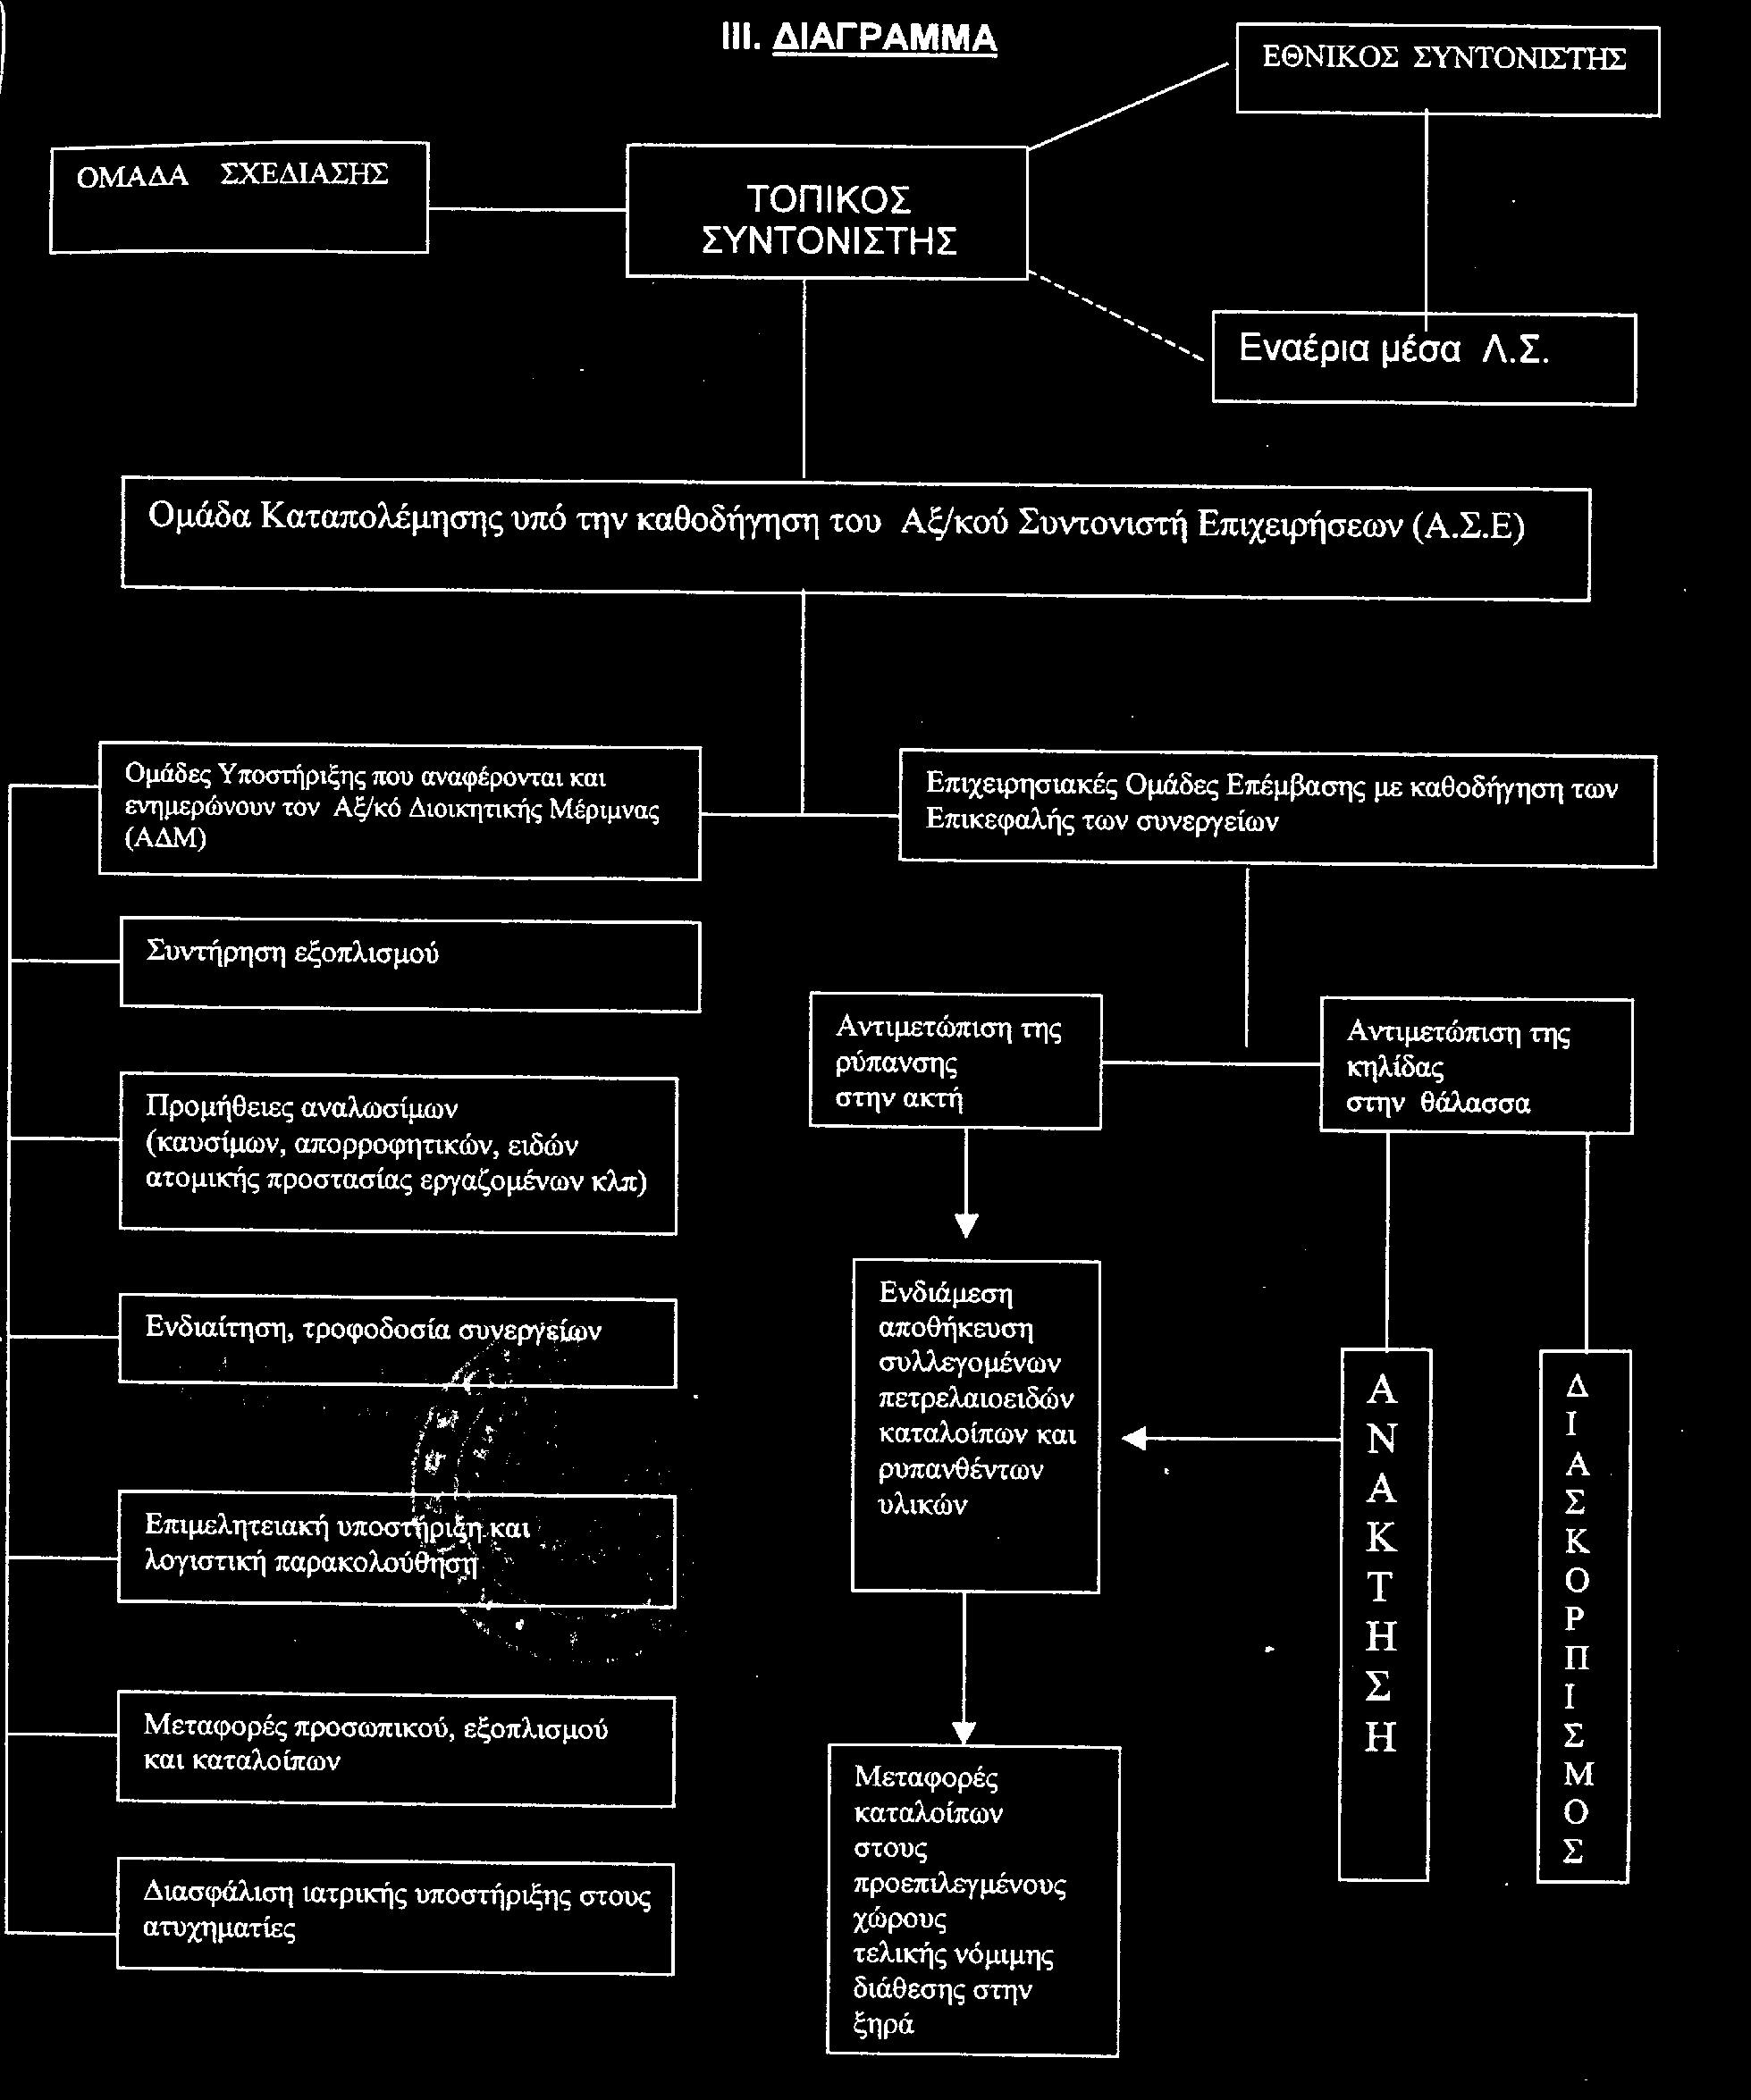 III. ΔΙΑΓΡΑΜΜΑ
ΕΘΝΙΚΟΣ ΣΥΝΤΟΝΙΣΤΗΣ
ΟΜΑΔΑ ΣΧΕΔΙΑΣΗΣ
ΤΟΠΙΚΟΣ
ΣΥΝΤΟΝΙΣΤΗΣ
Εναέρια μέσα Λ.Σ.
Ομάδα Καταπολέμησης υπό την καθοδήγηση του Αξ/κού Συντονιστή Επιχειρήσεων (Α.Σ.Ε)
Ομάδες Υποστήριξης που αναφέρονται και
ενημερώνουν τον Αξ/κό Διοικητικής Μέριμνας
(ΑΔΜ)
Επιχειρησιακές Ομάδες Επέμβασης με καθοδήγηση των
Επικεφαλής των συνεργείων
Συντήρηση εξοπλισμού
Προμήθειες αναλωσίμων
(καυσίμων, απορροφητικών, ειδών
ατομικής προστασίας εργαζομένων κλπ)
Ενδιαίτηση, τροφοδοσία συνεργείων
Επιμελητειακή υποστήριξη και
λογιστική παρακολούθηση
Μεταφορές προσωπικού, εξοπλισμού
και καταλοίπων
Διασφάλιση ιατρικής υποστήριξης στους
ατυχηματίες
Αντιμετώπιση της
ρύπανσης
στην ακτή
Αντιμετώπιση της
κηλίδας
στην θάλασσα
Ενδιάμεση
αποθήκευση
συλλεγομένων
πετρελαιοειδών
καταλοίπων και
ρυπανθέντων
υλικών
Μεταφορές
καταλοίπων
στους
προεπιλεγμένους
χώρους
τελικής νόμιμης
διάθεσης στην
ξηρά
Α
Ν
Α
Κ
Τ
Η
Σ
Η
Δ
Ι
Α
Σ
Κ
Ο
Ρ
Π
Ι
Σ
Μ
Ο
Σ